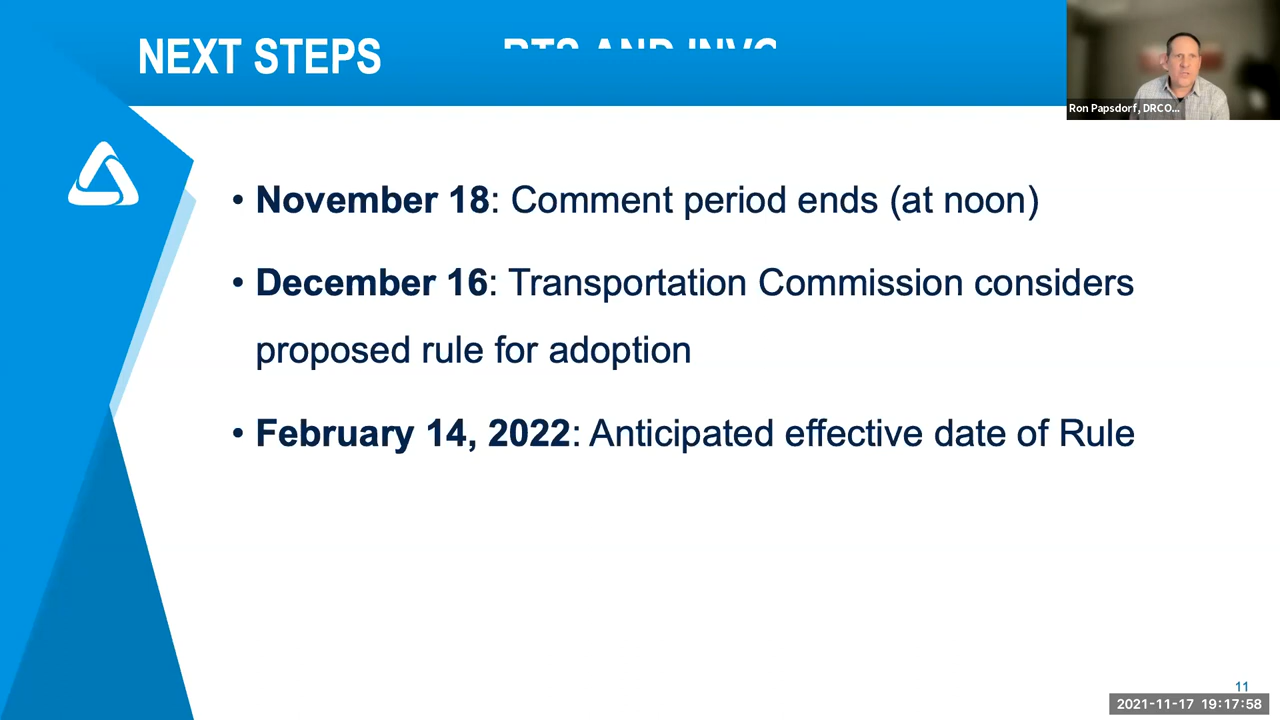 NEXT STEPS
Ron Papsdorf, DRCO...
• November 18: Comment period ends (at noon)
• December 16: Transportation Commission considers
proposed rule for adoption
• February 14, 2022: Anticipated effective date of Rule
11
2021-11-17 19:17:58